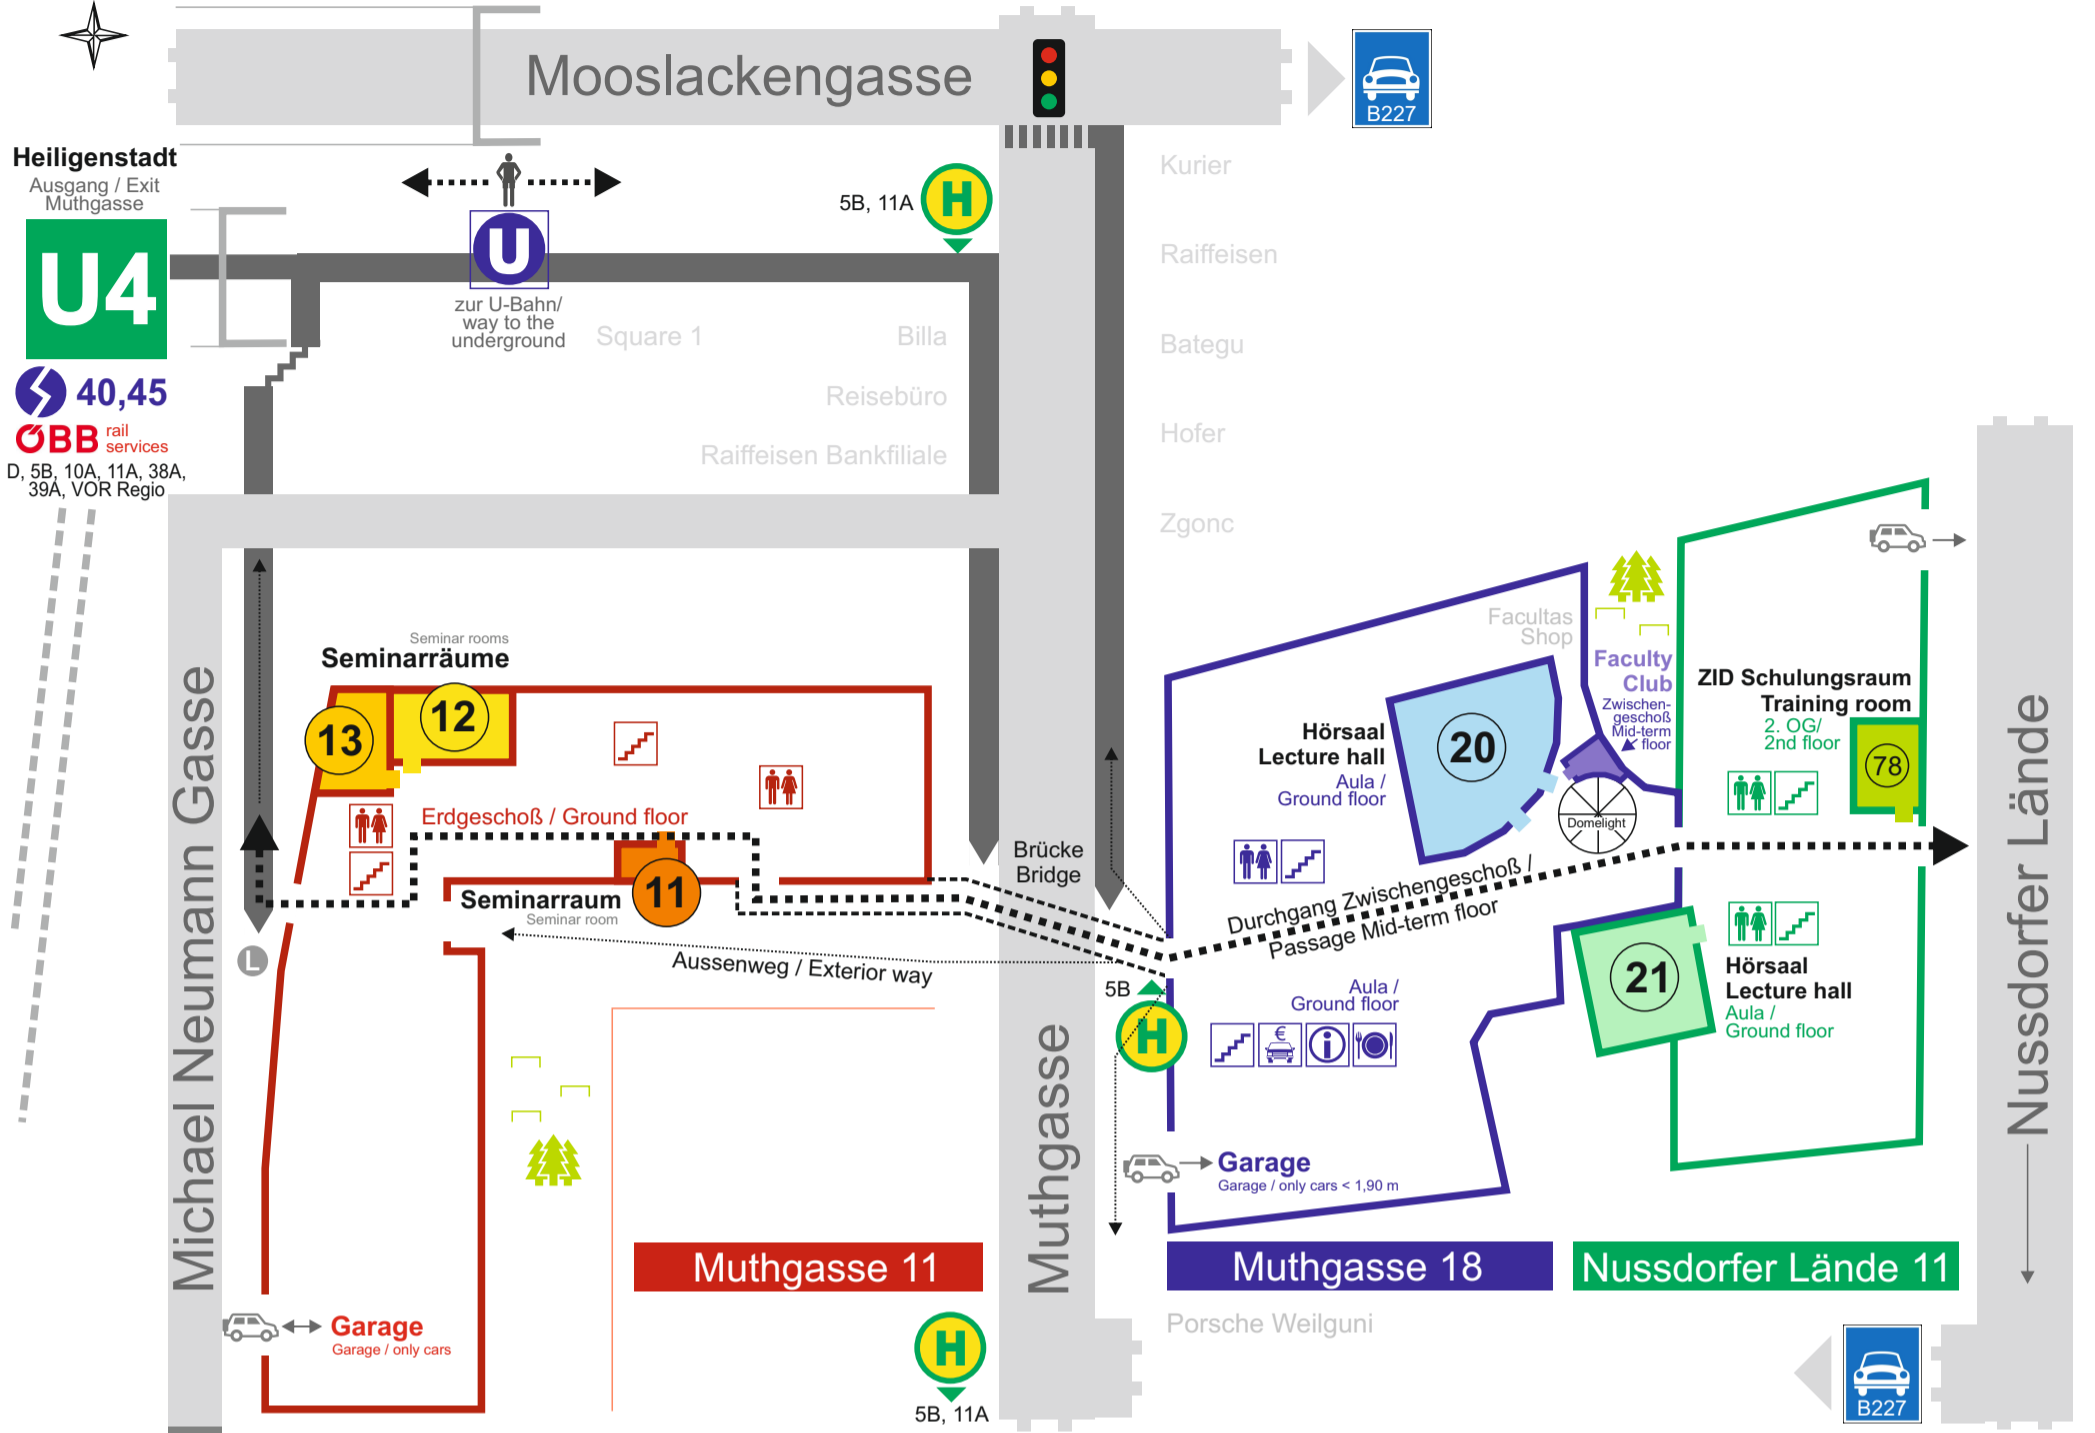 Mooslackengasse
B227
Heiligenstadt
Ausgang / Exit
Muthgasse
U4
40,45
ÖBB rail
services
D, 5B, 10A, 11A, 38A,
39A, VOR Regio
U
zur U-Bahn/
way to the
underground
5B, 11A
H
Square 1
Billa
Reisebüro
Raiffeisen Bankfiliale
Kurier
Raiffeisen
Bategu
Hofer
Zgonc
Michael Neumann Gasse
Seminar rooms
Seminarräume
13
12
Erdgeschoß / Ground floor
11
Seminarraum
Seminar room
L
Aussenweg / Exterior way
Brücke
Bridge
Muthgasse
5B
H
Facultas
Shop
Faculty
Club
Zwischen-
geschoß
Mid-term
floor
Hörsaal
Lecture hall
Aula /
Ground floor
20
Domelight
Durchgang Zwischengeschoß /
Passage Mid-term floor
Aula /
Ground floor
€
i
Garage
Garage / only cars < 1,90 m
ZID Schulungsraum
Training room
2. OG/
2nd floor
78
21
Hörsaal
Lecture hall
Aula /
Ground floor
Nussdorfer Lände
Muthgasse 11
Muthgasse 18
Nussdorfer Lände 11
Garage
Garage / only cars
H
5B, 11A
Porsche Weilguni
B227